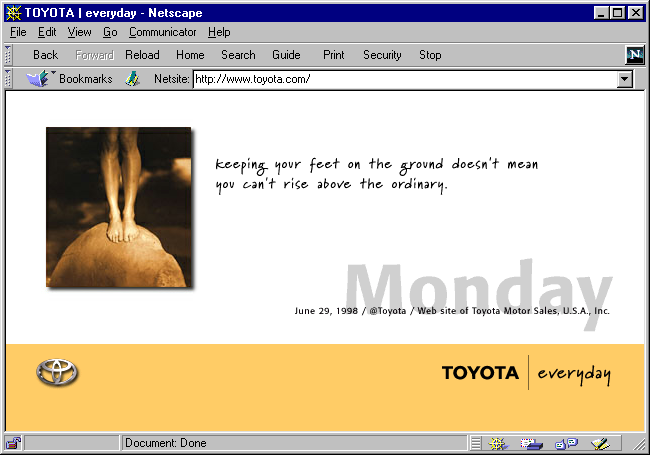 TOYOTA | everyday - Netscape
File Edit View Go Communicator Help
Back Forward Reload Home Search Guide Print Security Stop
N
Bookmarks Netsite: http://www.toyota.com/
keeping your feet on the ground doesn't mean
you can't rise above the ordinary.
Monday
June 29, 1998 / @Toyota / Web site of Toyota Motor Sales, U.S.A., Inc.
TOYOTA | everyday
Document: Done